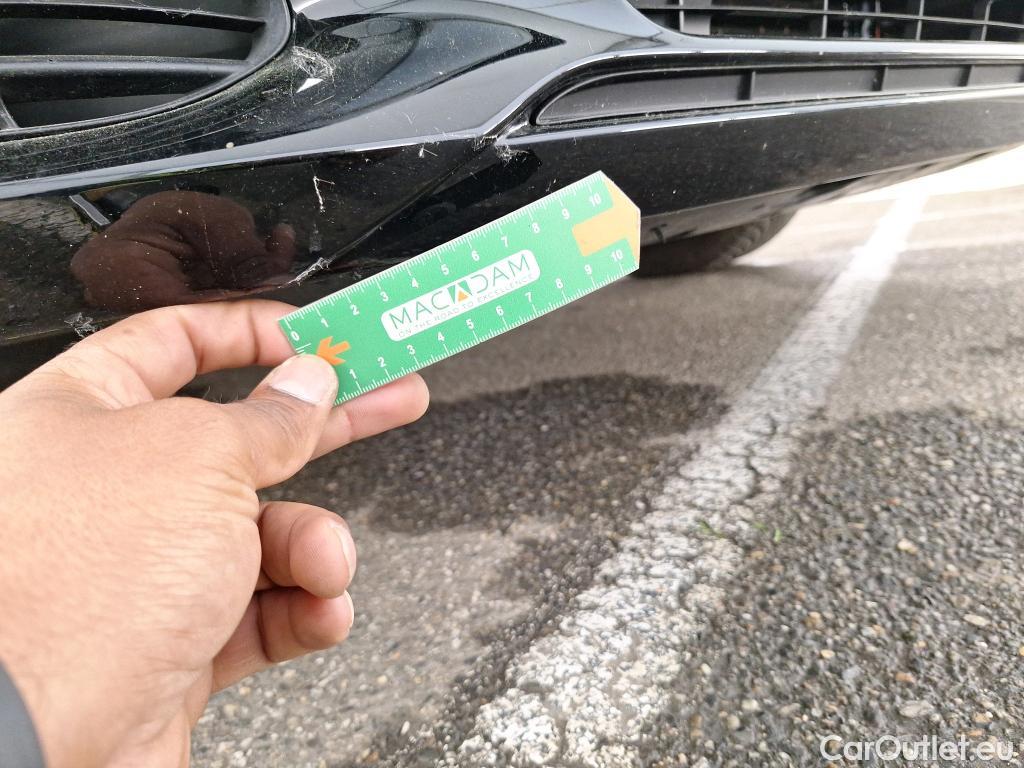 0 1 2 3 4 5 6 7 8 9 10
MACADAM
ON THE ROAD TO EXCELLENCE
1 2 3 4 5 6 7 8 9 10
CarOutlet.eu